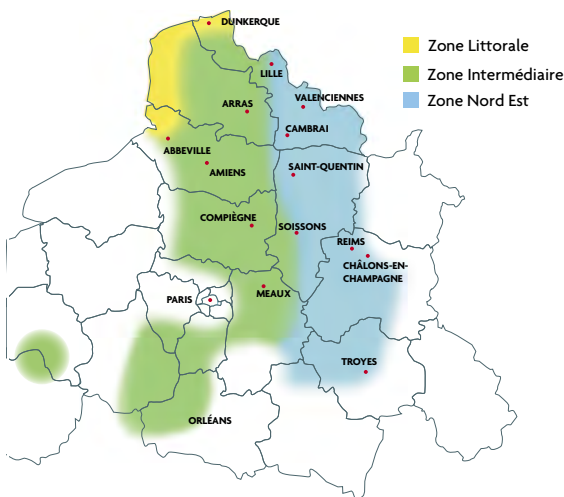 DUNKERQUE
Zone Littorale
LILLE
Zone Intermédiaire
VALENCIENNES
Zone Nord Est
ARRAS
CAMBRAI
ABBEVILLE
SAINT-QUENTIN
AMIENS
COMPIÈGNE
SOISSONS
REIMS
CHÂLONS-EN-
CHAMPAGNE
MEAUX
PARIS
TROYES
ORLÉANS